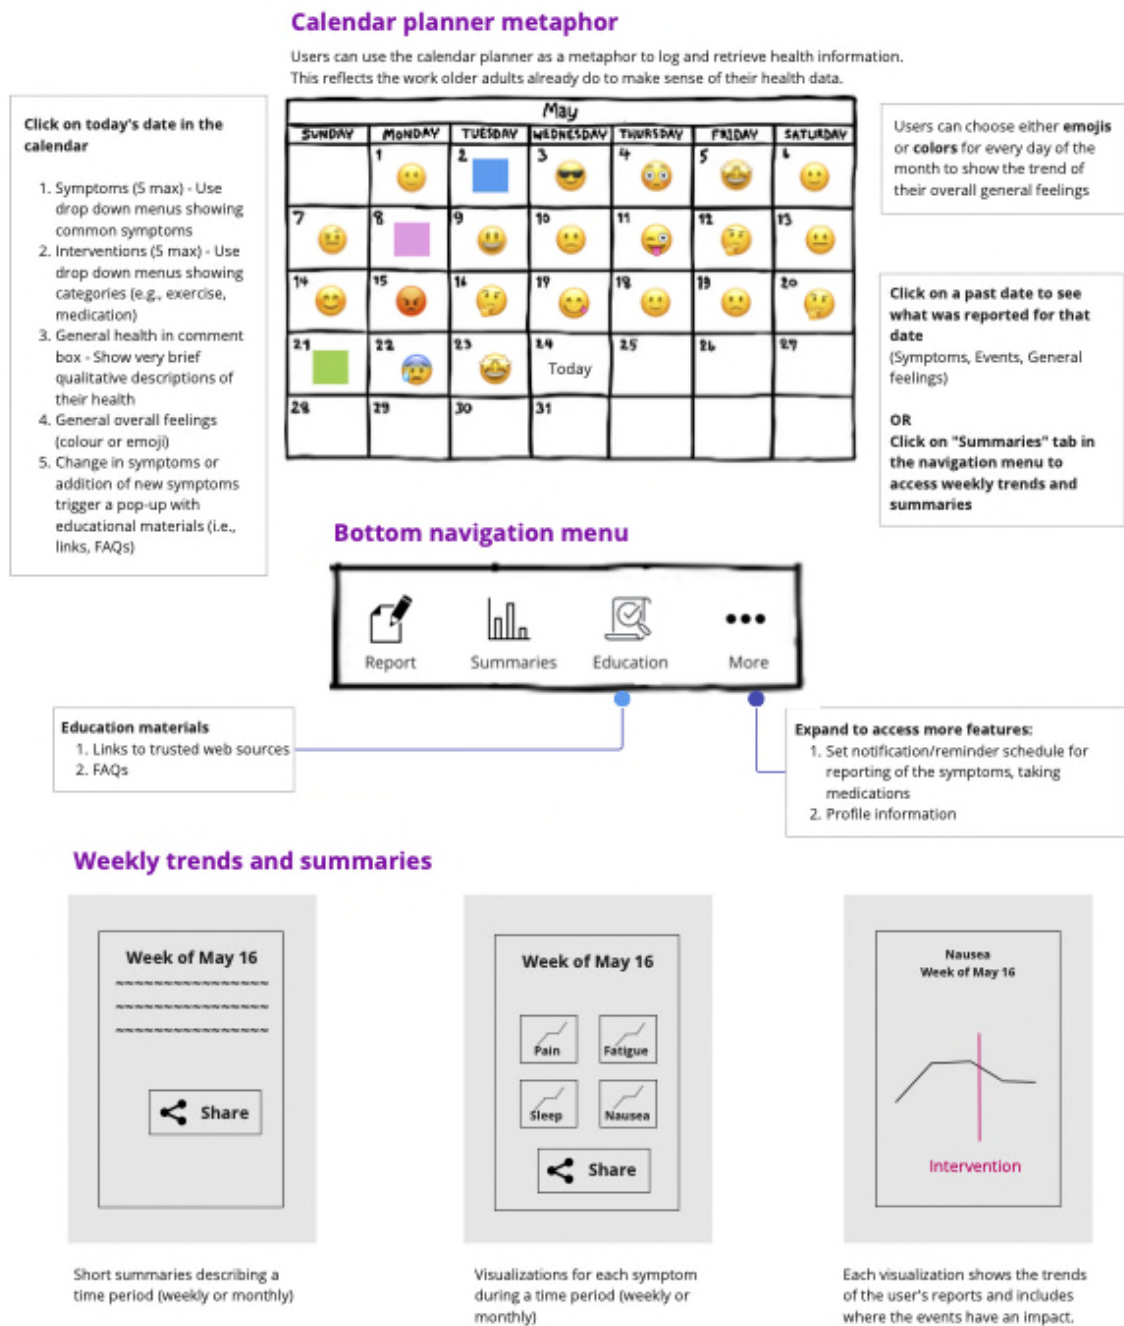 Calendar planner metaphor
Users can use the calendar planner as a metaphor to log and retrieve health information.
This reflects the work older adults already do to make sense of their health data.
Click on today's date in the
calendar
1. Symptoms (5 max) - Use
drop down menus showing
common symptoms
2. Interventions (5 max) - Use
drop down menus showing
categories (e.g., exercise,
medication)
3. General health in comment
box - Show very brief
qualitative descriptions of
their health
4. General overall feelings
(colour or emoji)
5. Change in symptoms or
addition of new symptoms
trigger a pop-up with
educational materials (i.e.,
links, FAQs)
May
SUNDAY MONDAY TUESDAY WEDNESDAY THURSDAY FRIDAY SATURDAY
1 2 3 4 5 6
7 8 9 10 11 12 13
14 15 16 17 18 19 20
21 22 23 24 25 26 27
Today
28 29 30 31
Users can choose either emojis
or colors for every day of the
month to show the trend of
their overall general feelings
Click on a past date to see
what was reported for that
date
(Symptoms, Events, General
feelings)
OR
Click on "Summaries" tab in
the navigation menu to
access weekly trends and
summaries
Bottom navigation menu
Report Summaries Education More
Education materials
1. Links to trusted web sources
2. FAQs
Expand to access more features:
1. Set notification/reminder schedule for
reporting of the symptoms, taking
medications
2. Profile information
Weekly trends and summaries
Week of May 16
Share
Short summaries describing a
time period (weekly or monthly)
Week of May 16
Pain Fatigue
Sleep Nausea
Share
Visualizations for each symptom
during a time period (weekly or
monthly)
Nausea
Week of May 16
Intervention
Each visualization shows the trends
of the user's reports and includes
where the events have an impact.